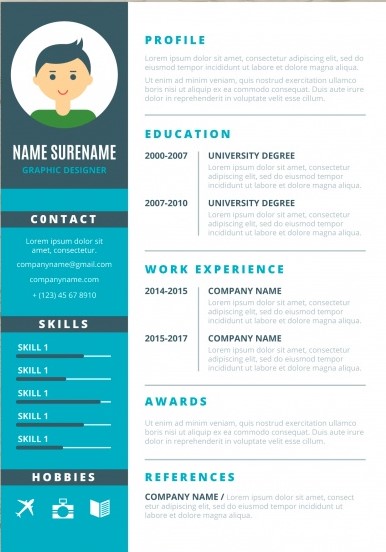 NAME SURENAME
GRAPHIC DESIGNER
CONTACT
Lorem ipsum dolor sit
amet, consectetur.
companyname@gmail.com
companyname.com
+ (123) 45 67 8910
SKILLS
SKILL 1
SKILL 1
SKILL 1
SKILL 1
SKILL 1
HOBBIES
PROFILE
Lorem ipsum dolor sit amet, consectetur adipiscing elit, sed do
eiusmod tempor incididunt ut labore et dolore magna aliqua.
Ut enim ad minim veniam, quis nostrud exercitation ullamco
laboris nisi ut aliquip ex ea commodo consequat. Duis aute irure
dolor in reprehenderit in voluptate velit esse cillum.
EDUCATION
2000-2007
UNIVERSITY DEGREE
Lorem ipsum dolor sit amet, consectetur
adipiscing elit, sed do eiusmod tempor
incididunt ut labore et dolore magna aliqua.
2007-2010
UNIVERSITY DEGREE
Lorem ipsum dolor sit amet, consectetur
adipiscing elit, sed do eiusmod tempor
incididunt ut labore et dolore magna aliqua.
WORK EXPERIENCE
2014-2015
COMPANY NAME
Lorem ipsum dolor sit amet, consectetur
incididunt ut labore et dolore magna aliqua.
2015-2017
COMPANY NAME
Lorem ipsum dolor sit amet, consectetur
adipiscing elit, sed do eiusmod tempor
incididunt ut labore et dolore magna aliqua.
AWARDS
Ut enim ad minim veniam, quis nostrud exercitation ullamco
laboris nisi ut aliquip ex ea commodo consequat. Duis aute irure
dolor in reprehenderit in voluptate velit esse cillum.
REFERENCES
COMPANY NAME / Lorem ipsum dolor sit amet, consect
adipiscing elit, sed do eiusmod tempor incididunt ut labore
et dolore magna aliqua.